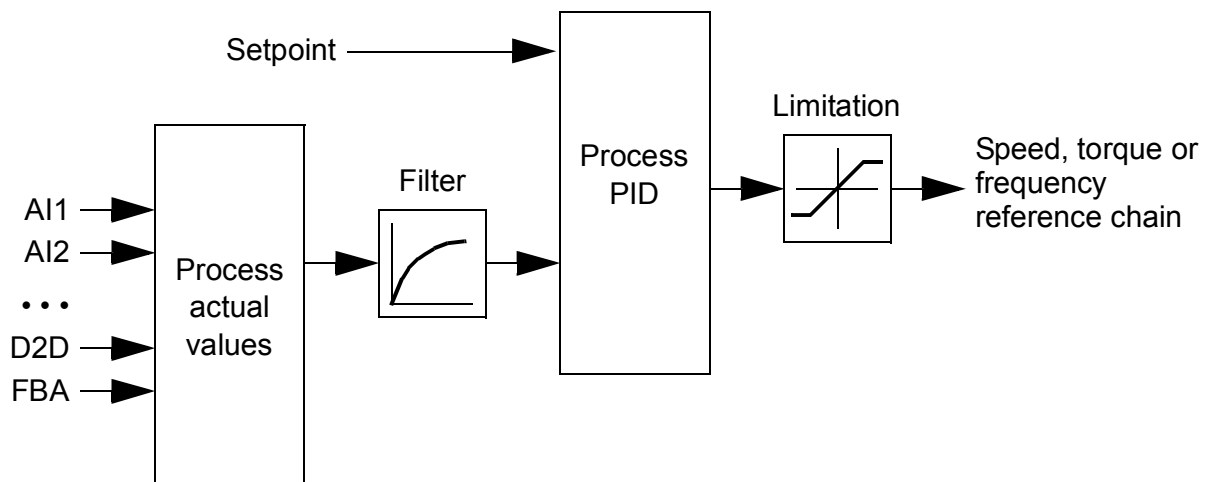 Setpoint
Process
PID
Limitation
Speed, torque or
frequency
reference chain
Filter
AI1
AI2
• • •
D2D
FBA
Process
actual
values